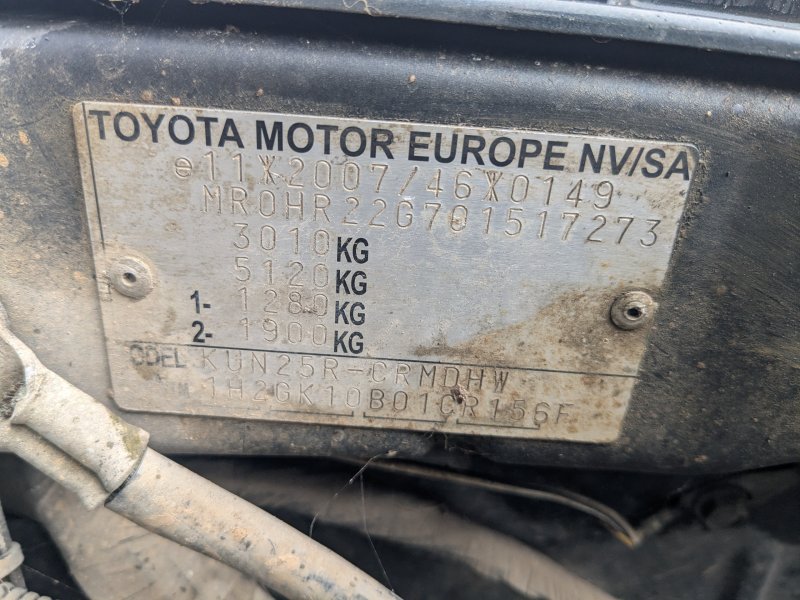 TOYOTA MOTOR EUROPE NV/SA
e11*2007/46*0149
MR0HR22G701517273
3010 KG
5120 KG
1- 1280 KG
2- 1900 KG
ODEL KUN25R-CRMDHW
1H2GK10B01CR156F